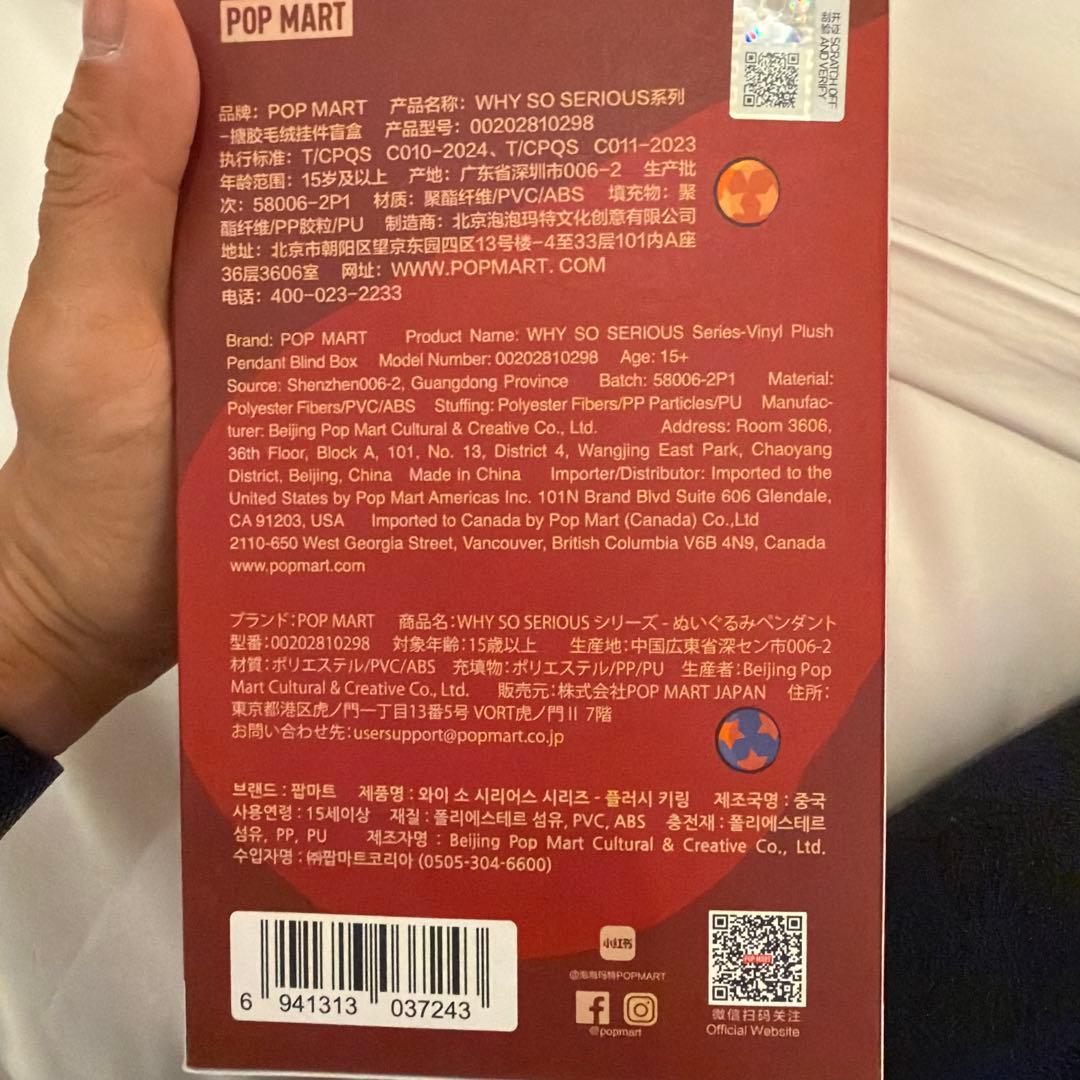 POP MART
开涂 SCRATCH OFF
AND VERIFY
品牌: POP MART 产品名称: WHY SO SERIOUS系列
-搪胶毛绒挂件盲盒 产品型号: 00202810298
执行标准: T/CPQS C010-2024、T/CPQS C011-2023
年龄范围: 15岁及以上 产地: 广东省深圳市006-2 生产批
次: 58006-2P1 材质: 聚酯纤维/PVC/ABS 填充物: 聚
酯纤维/PP胶粒/PU 制造商: 北京泡泡玛特文化创意有限公司
地址: 北京市朝阳区望京东园四区13号楼-4至33层101内A座
36层3606室 网址: WWW.POPMART. COM
电话: 400-023-2233
Brand: POP MART Product Name: WHY SO SERIOUS Series-Vinyl Plush
Pendant Blind Box Model Number: 00202810298 Age: 15+
Source: Shenzhen006-2, Guangdong Province Batch: 58006-2P1 Material:
Polyester Fibers/PVC/ABS Stuffing: Polyester Fibers/PP Particles/PU Manufac-
turer: Beijing Pop Mart Cultural & Creative Co., Ltd. Address: Room 3606,
36th Floor, Block A, 101, No. 13, District 4, Wangjing East Park, Chaoyang
District, Beijing, China Made in China Importer/Distributor: Imported to the
United States by Pop Mart Americas Inc. 101N Brand Blvd Suite 606 Glendale,
CA 91203, USA Imported to Canada by Pop Mart (Canada) Co.,Ltd
2110-650 West Georgia Street, Vancouver, British Columbia V6B 4N9, Canada
www.popmart.com
ブランド:POP MART 商品名:WHY SO SERIOUS シリーズ - ぬいぐるみペンダント
型番:00202810298 対象年齢:15歳以上 生産地:中国広東省深セン市006-2
材質:ポリエステル/PVC/ABS 充填物:ポリエステル/PP/PU 生産者:Beijing Pop
Mart Cultural & Creative Co., Ltd. 販売元:株式会社POP MART JAPAN 住所:
東京都港区虎ノ門一丁目13番5号 VORT虎ノ門II 7階
お問い合わせ先:usersupport@popmart.co.jp
브랜드 : 팝마트 제품명 : 와이 소 시리어스 시리즈 - 플러시 키링 제조국명 : 중국
사용연령 : 15세이상 재질 : 폴리에스테르 섬유, PVC, ABS 충전재 : 폴리에스테르
섬유, PP, PU 제조자명 : Beijing Pop Mart Cultural & Creative Co., Ltd.
수입자명 : ㈜팝마트코리아 (0505-304-6600)
6 941313 037243
小红书
@泡泡玛特POPMART
@popmart
POP MART
微信扫码关注
Official Website